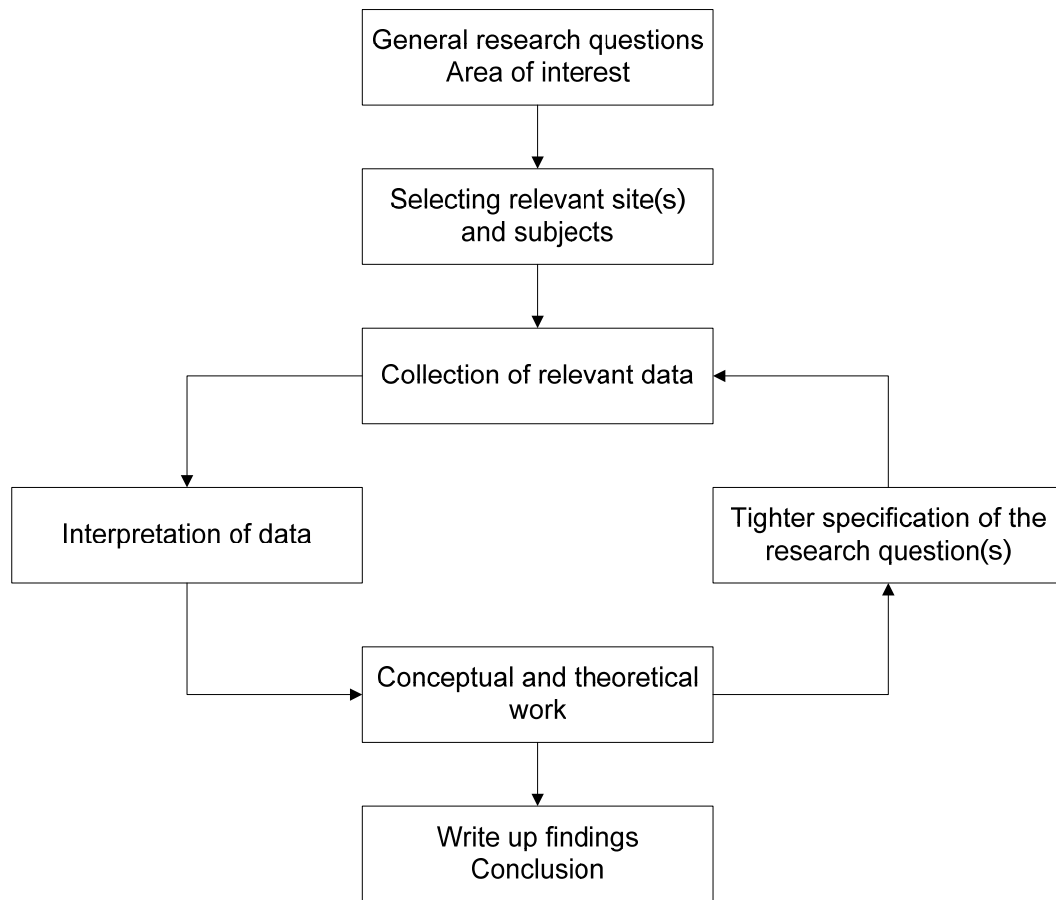 General research questions
Area of interest
Selecting relevant site(s)
and subjects
Collection of relevant data
Interpretation of data
Tighter specification of the
research question(s)
Conceptual and theoretical
work
Write up findings
Conclusion